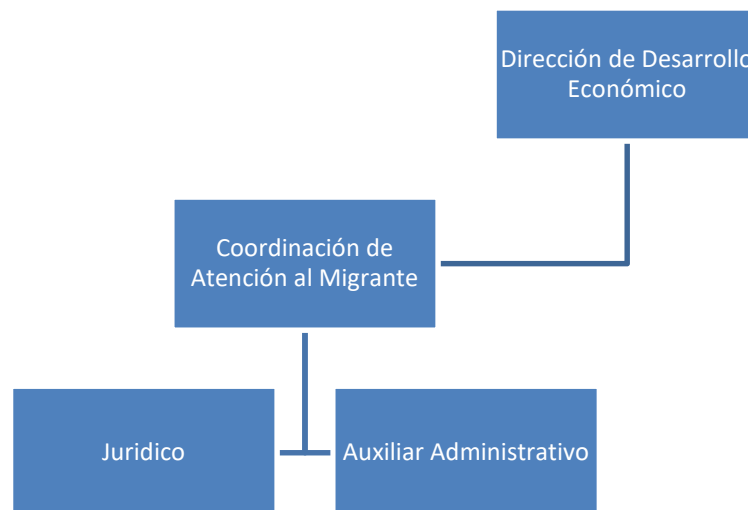 Dirección de Desarrollo
Económico
Coordinación de
Atención al Migrante
Juridico
Auxiliar Administrativo